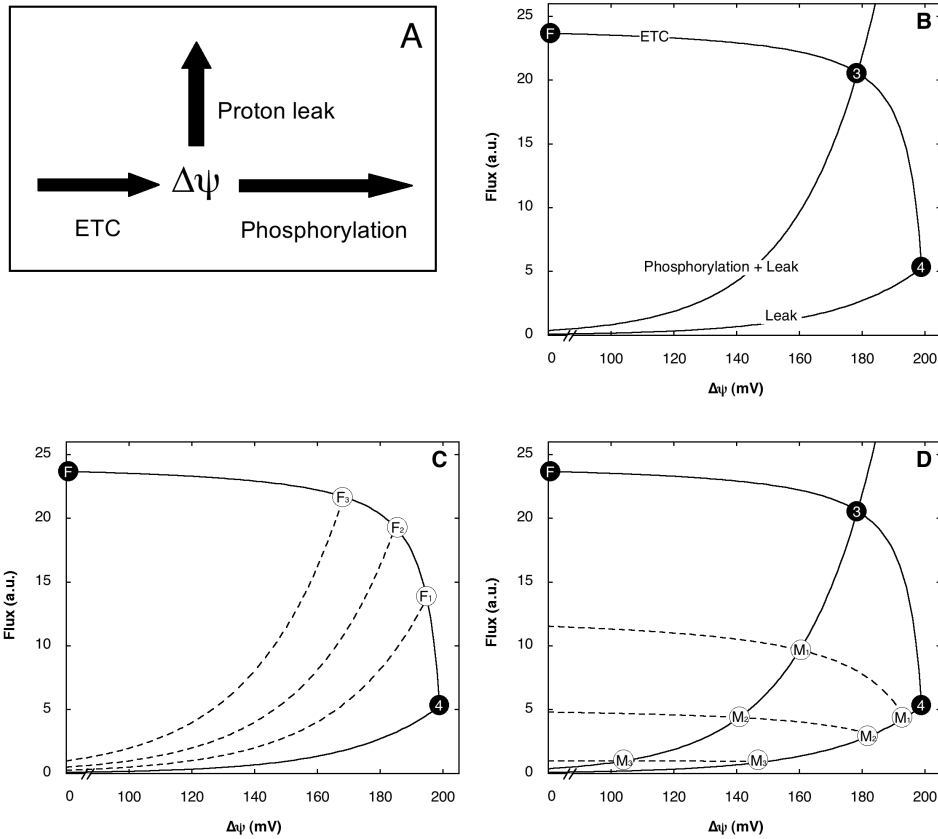 A
Proton leak
Δψ
ETC
Phosphorylation
B
25
20
15
10
5
0
Flux (a.u.)
F
ETC
3
4
Phosphorylation + Leak
Leak
0 100 120 140 160 180 200
Δψ (mV)
C
25
20
15
10
5
0
Flux (a.u.)
F
F3
F2
F1
4
0 100 120 140 160 180 200
Δψ (mV)
D
25
20
15
10
5
0
Flux (a.u.)
F
3
M1
M2
M3
4
M1
M2
M3
0 100 120 140 160 180 200
Δψ (mV)